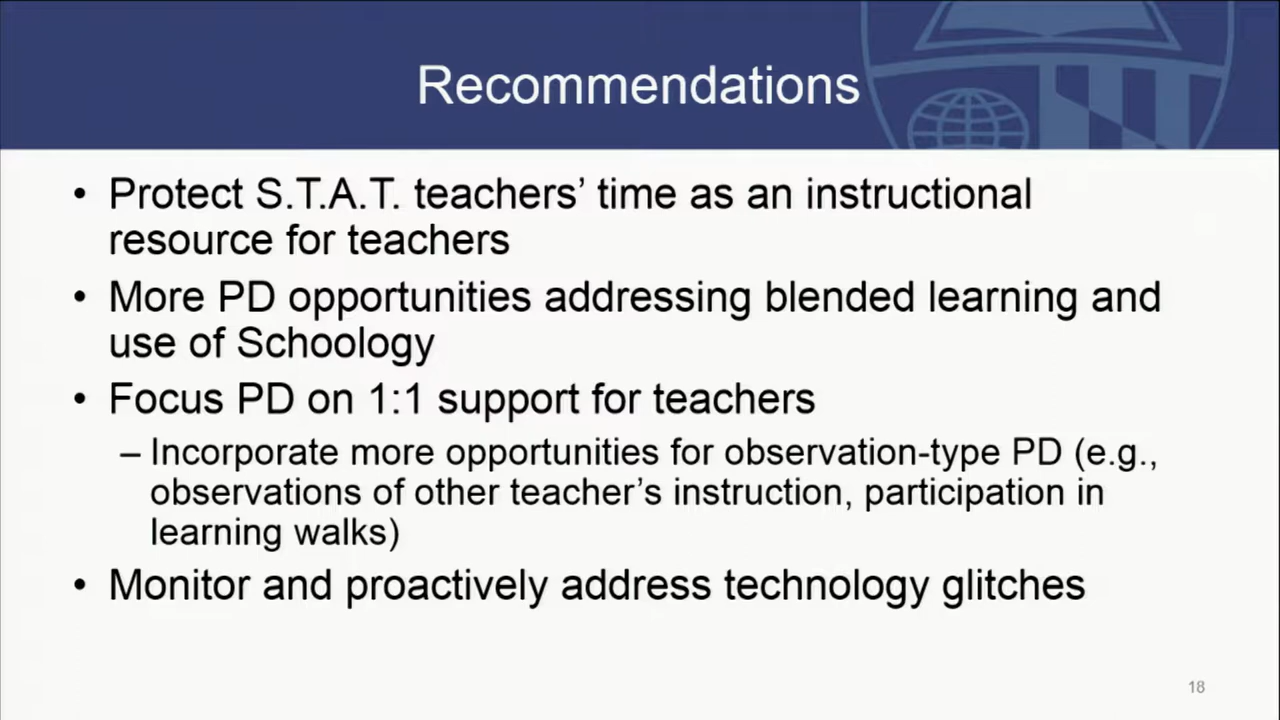 Recommendations
• Protect S.T.A.T. teachers’ time as an instructional
resource for teachers
• More PD opportunities addressing blended learning and
use of Schoology
• Focus PD on 1:1 support for teachers
– Incorporate more opportunities for observation-type PD (e.g.,
observations of other teacher’s instruction, participation in
learning walks)
• Monitor and proactively address technology glitches
18